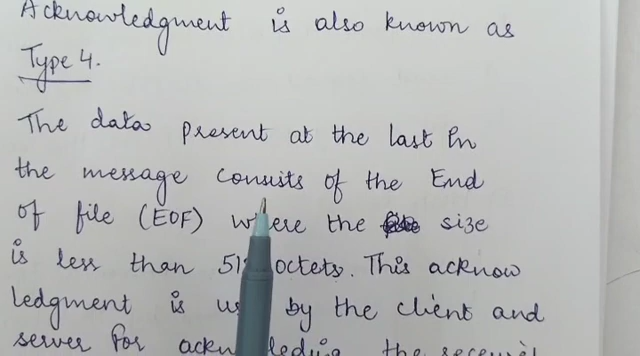 Acknowledgment is also known as
Type 4.
The data present at the last in
the message consists of the End
of file (EOF) where the size
is less than 512 octets. This acknow
ledgment is by the client and
server for the